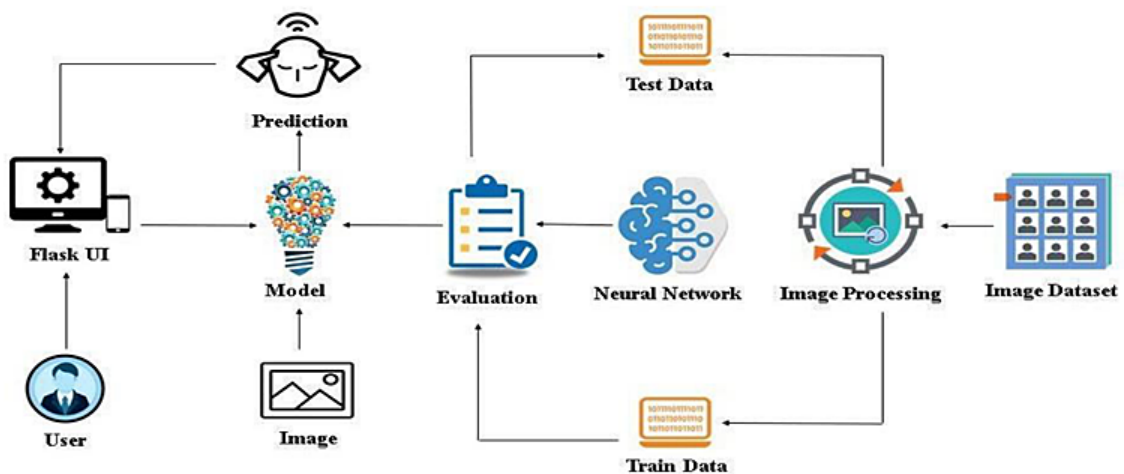 Test Data
Prediction
Flask UI
Model
Evaluation
Neural Network
Image Processing
Image Dataset
User
Image
Train Data